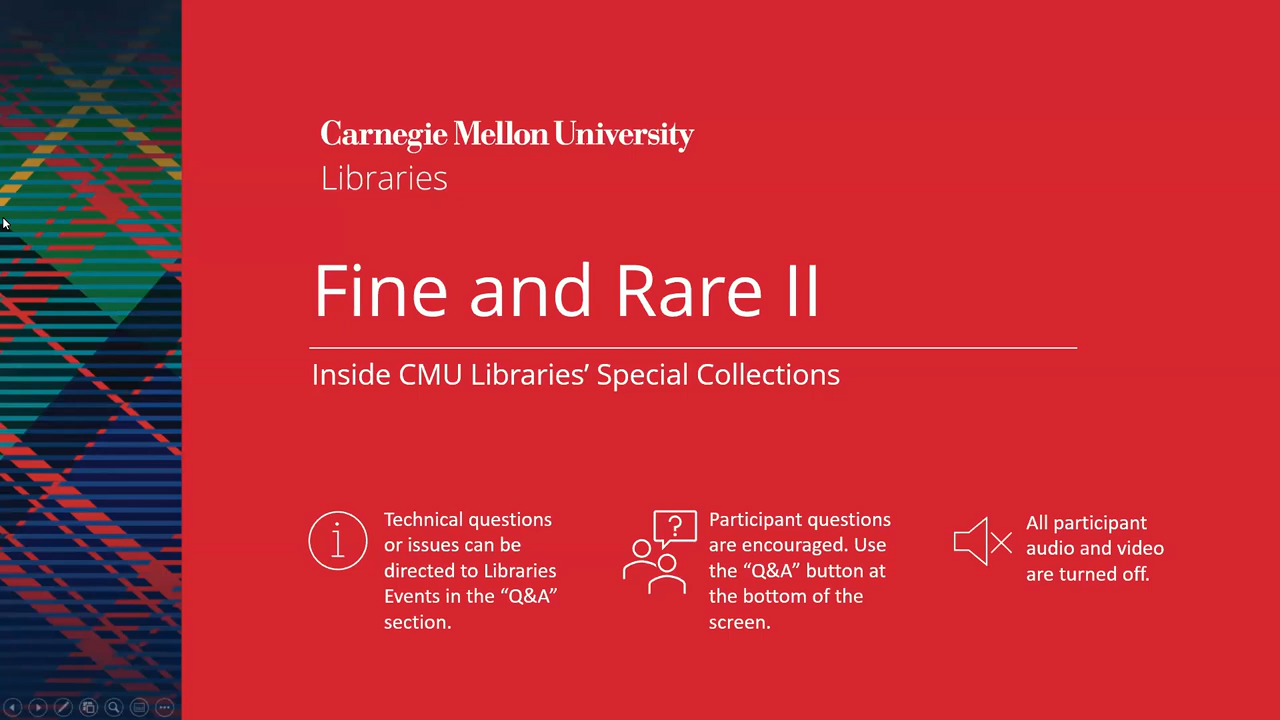 Carnegie Mellon University
Libraries
Fine and Rare II
Inside CMU Libraries’ Special Collections
Technical questions
or issues can be
directed to Libraries
Events in the “Q&A”
section.
Participant questions
are encouraged. Use
the “Q&A” button at
the bottom of the
screen.
All participant
audio and video
are turned off.